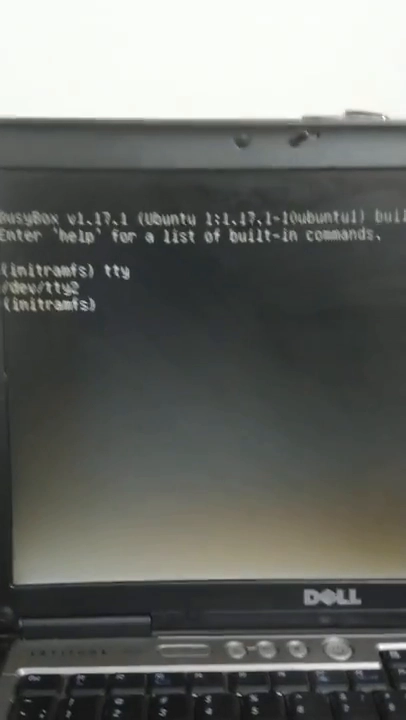 BusyBox v1.17.1 (Ubuntu 1:1.17.1-10ubuntu1) buil
Enter 'help' for a list of built-in commands.
(initramfs) tty
/dev/tty2
(initramfs)
DELL
LATITUDE